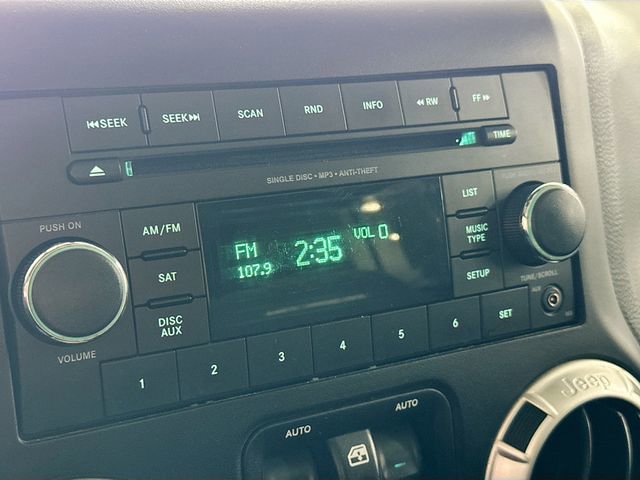 ⏮SEEK SEEK⏭ SCAN RND INFO ◀◀RW FF▶▶
TIME
SINGLE DISC • MP3 • ANTI-THEFT
PUSH ON
VOLUME
AM/FM
SAT
DISC
AUX
FM 2:35 VOL 0
107.9
LIST
MUSIC
TYPE
SETUP
TUNE/SCROLL
AUX
1 2 3 4 5 6 SET
AUTO AUTO
Jeep